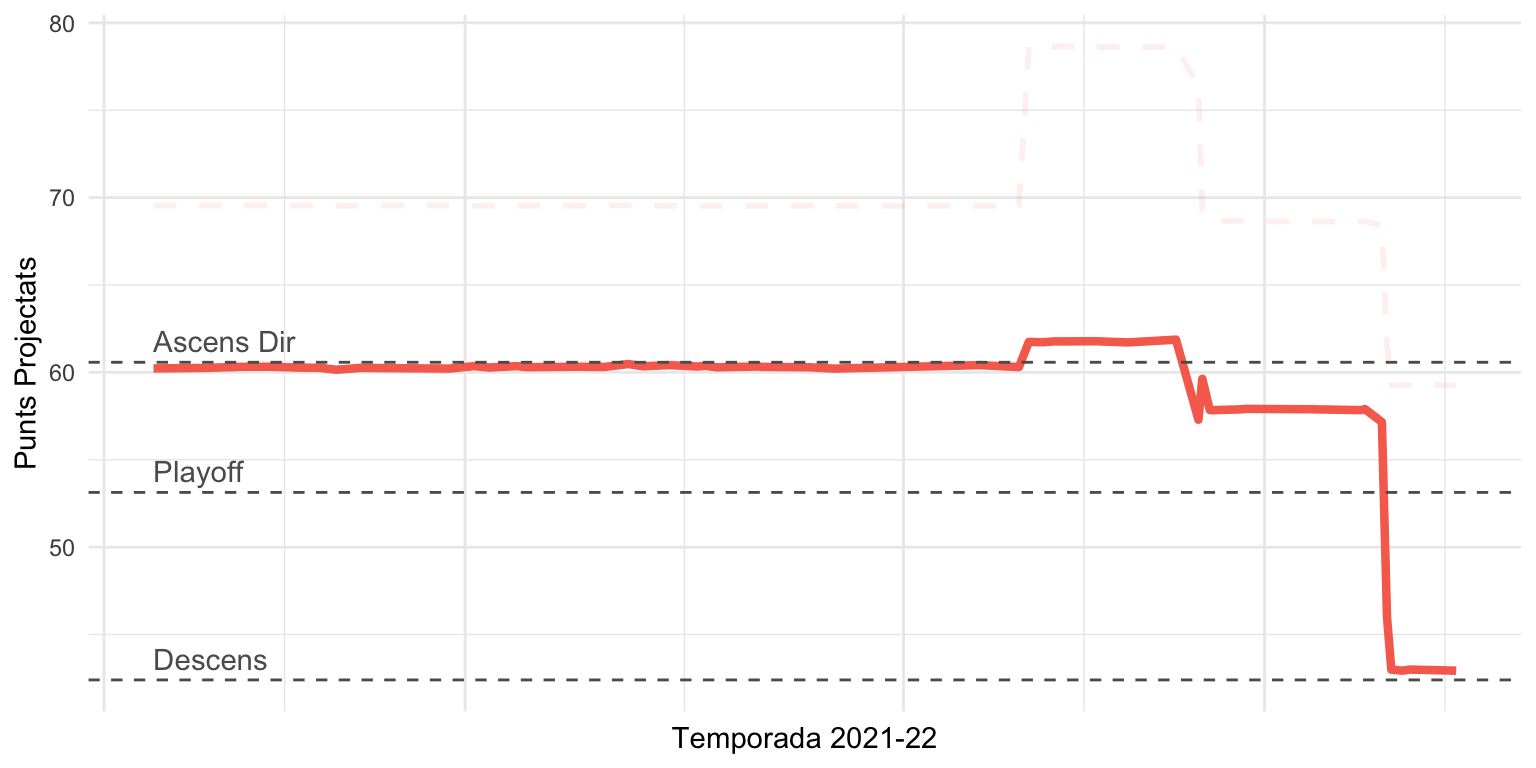 80
70
60
50
Punts Projectats
Ascens Dir
Playoff
Descens
Temporada 2021-22